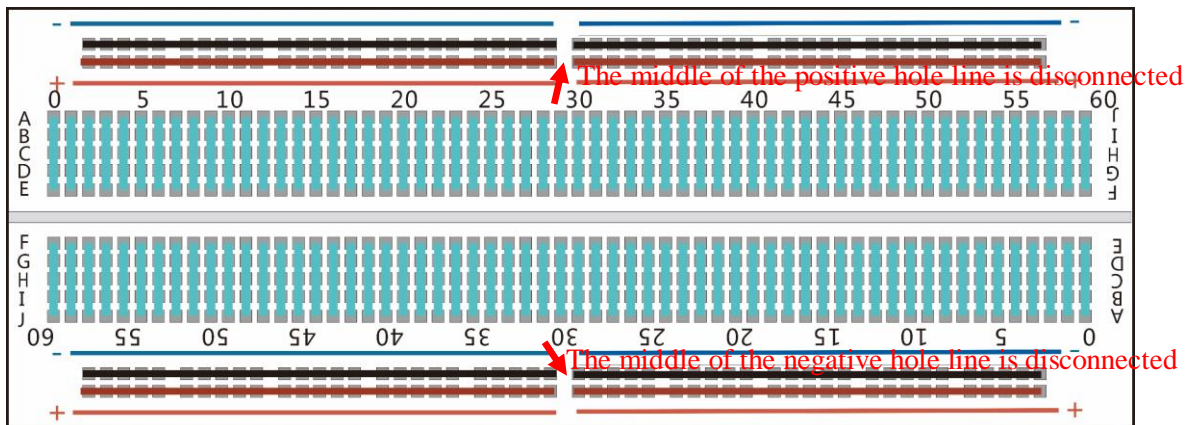 - -
The middle of the positive hole line is disconnected
+ +
0 5 10 15 20 25 30 35 40 45 50 55 60
A J
B I
C H
D G
E F
F E
G D
H C
I B
J A
60 55 50 45 40 35 30 25 20 15 10 5 0
- -
The middle of the negative hole line is disconnected
+ +